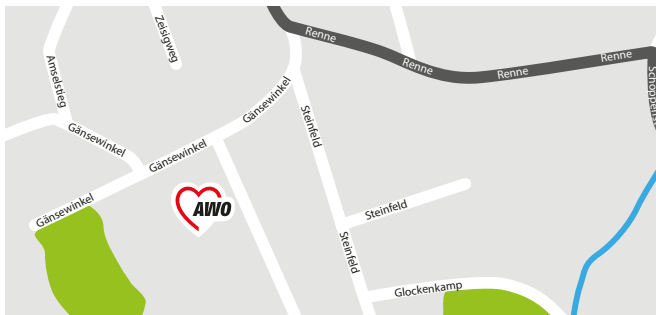 Zeisigweg
Renne
Renne
Renne
Renne
Amselstieg
Gänsewinkel
Gänsewinkel
Gänsewinkel
Gänsewinkel
Steinfeld
AWO
Steinfeld
Steinfeld
Glockenkamp